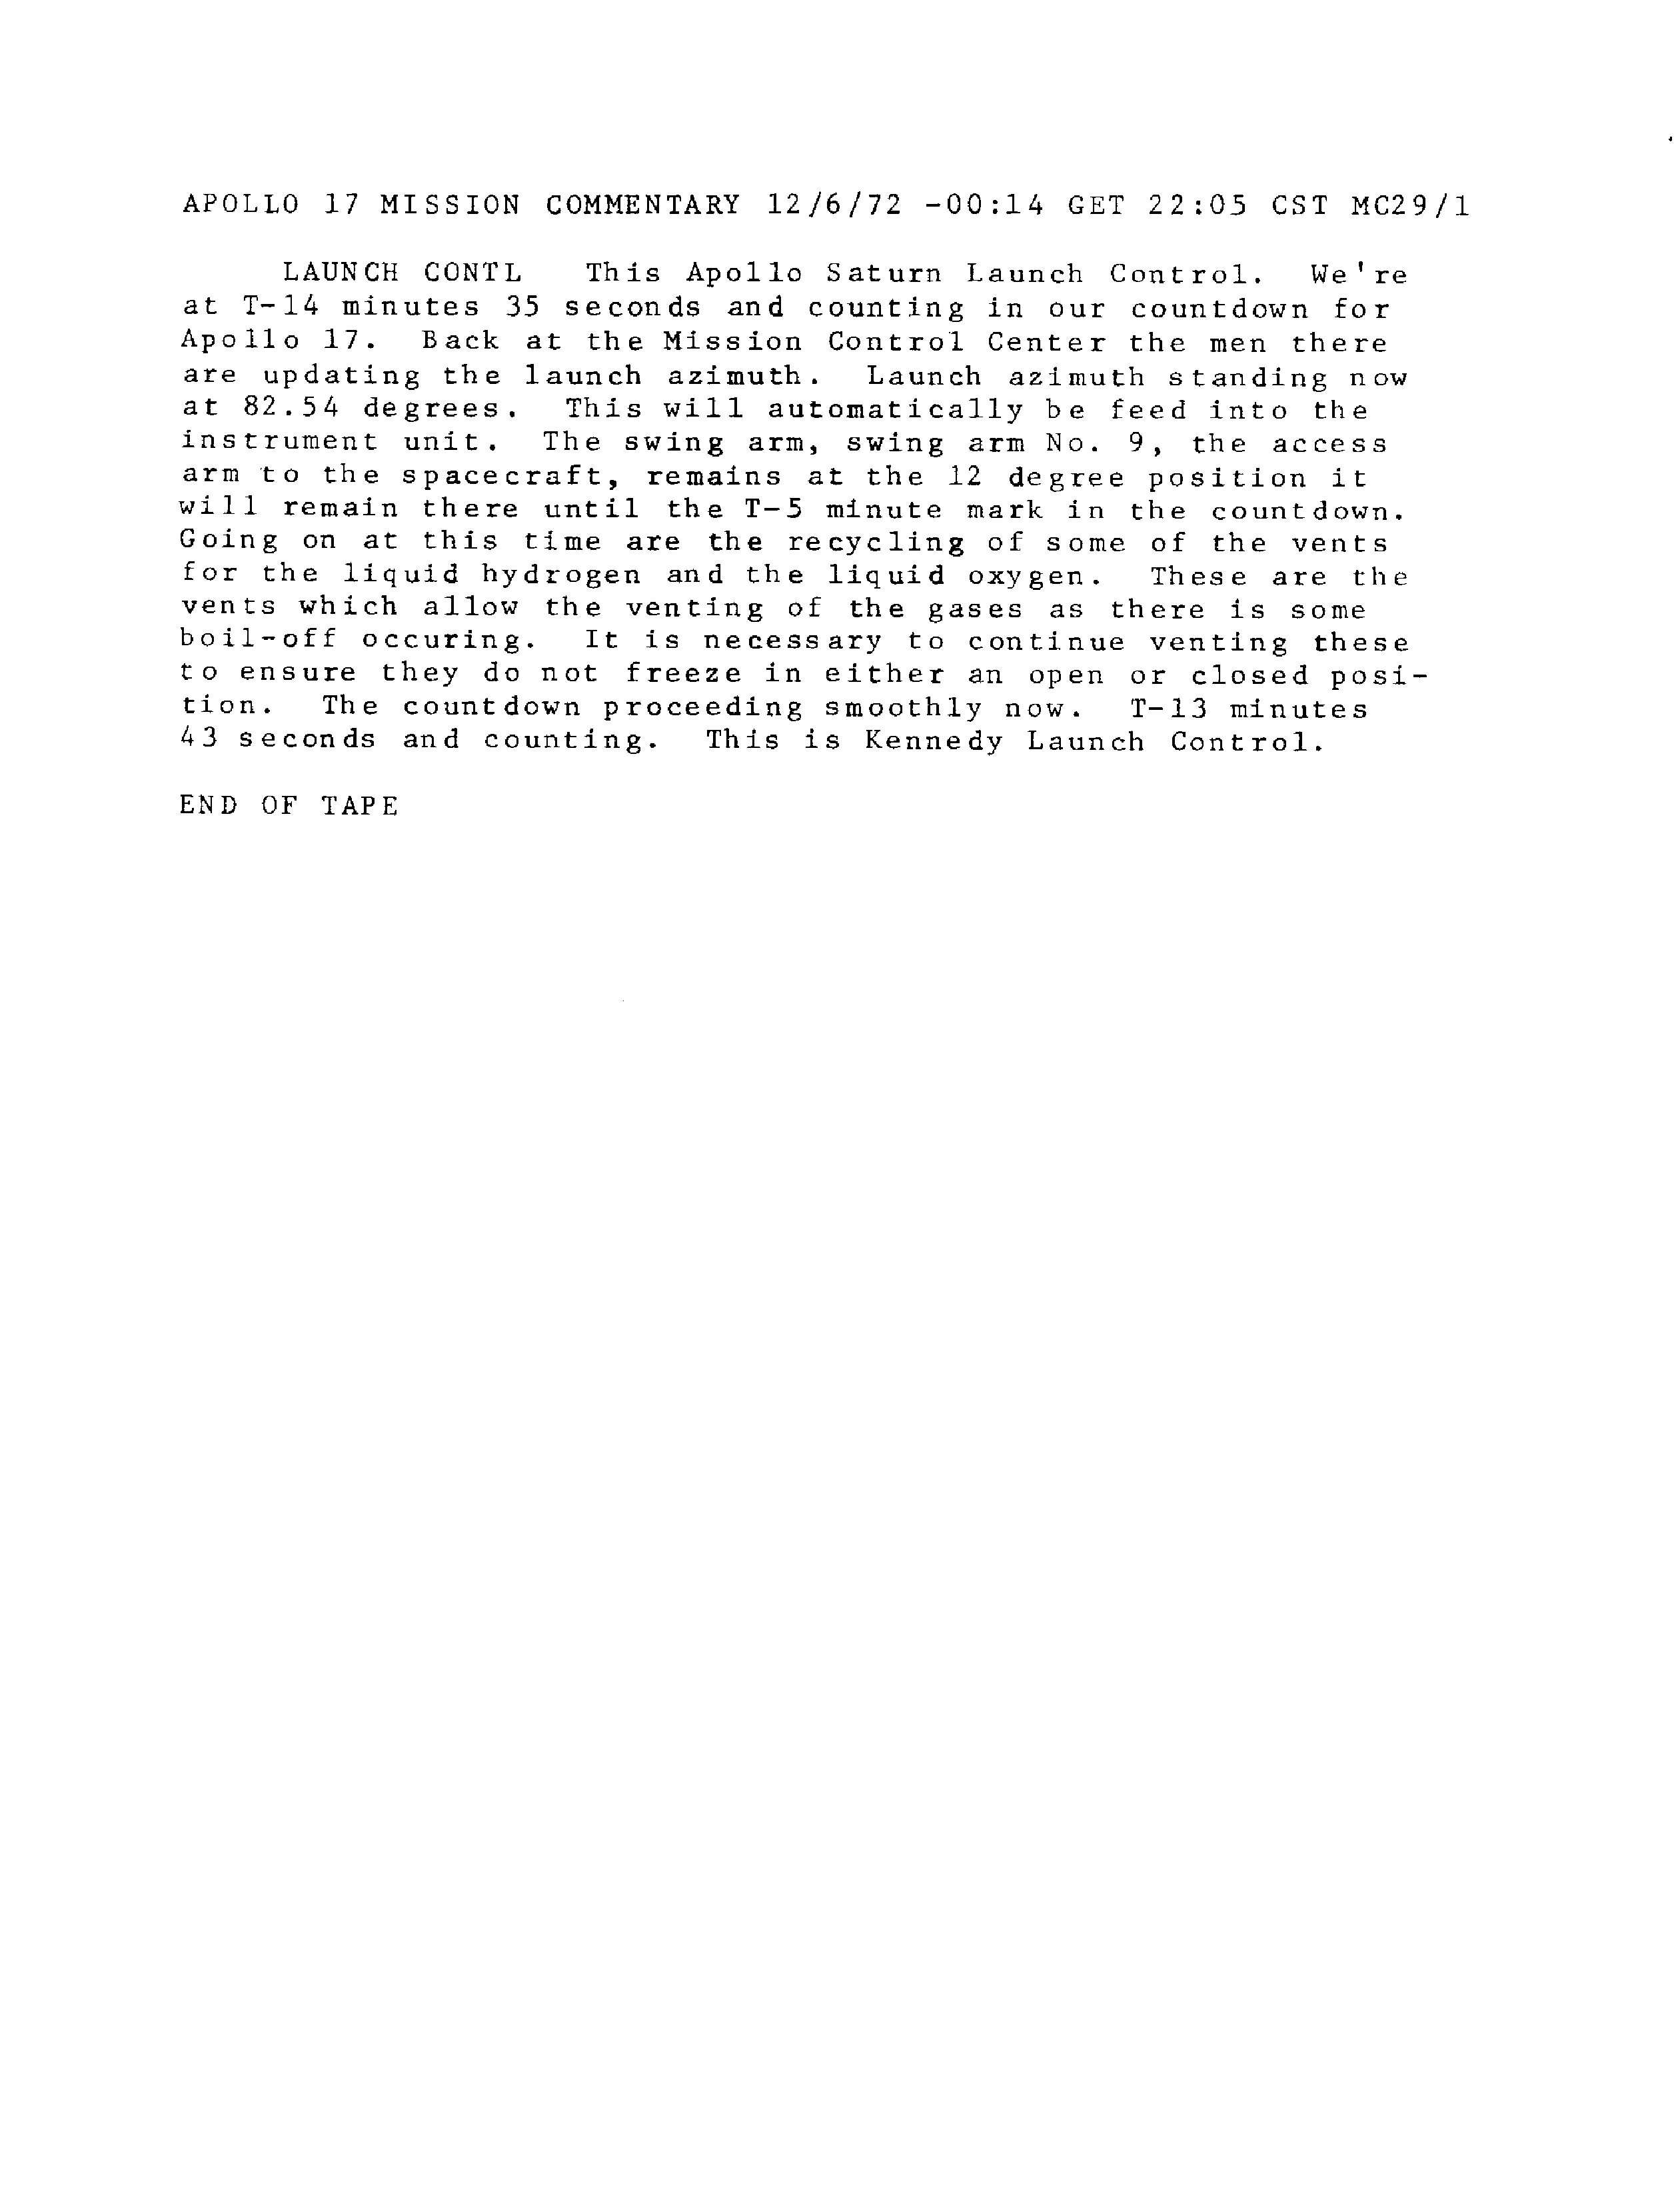 APOLLO 17 MISSION COMMENTARY 12/6/72 -00:14 GET 22:05 CST MC29/1
LAUNCH CONTL This Apollo Saturn Launch Control. We're
at T-14 minutes 35 seconds and counting in our countdown for
Apollo 17. Back at the Mission Control Center the men there
are updating the launch azimuth. Launch azimuth standing now
at 82.54 degrees. This will automatically be feed into the
instrument unit. The swing arm, swing arm No. 9, the access
arm to the spacecraft, remains at the 12 degree position it
will remain there until the T-5 minute mark in the countdown.
Going on at this time are the recycling of some of the vents
for the liquid hydrogen and the liquid oxygen. These are the
vents which allow the venting of the gases as there is some
boil-off occuring. It is necessary to continue venting these
to ensure they do not freeze in either an open or closed posi-
tion. The countdown proceeding smoothly now. T-13 minutes
43 seconds and counting. This is Kennedy Launch Control.
END OF TAPE